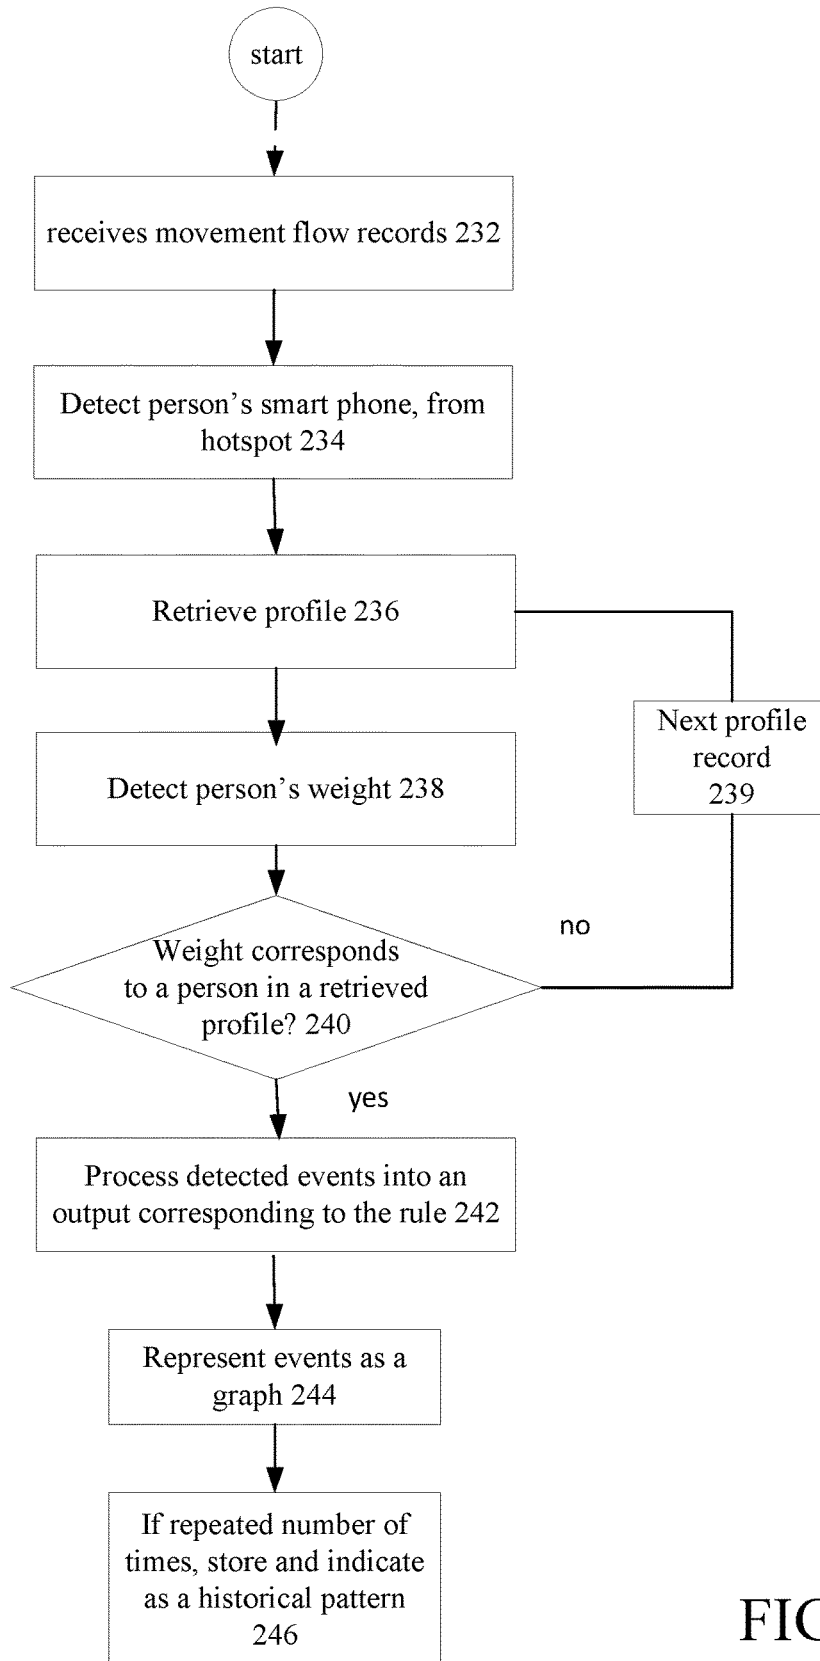 start
receives movement flow records 232
Detect person's smart phone, from
hotspot 234
Retrieve profile 236
Next profile
record
239
Detect person's weight 238
Weight corresponds
to a person in a retrieved
profile? 240
no
yes
Process detected events into an
output corresponding to the rule 242
Represent events as a
graph 244
If repeated number of
times, store and indicate
as a historical pattern
246